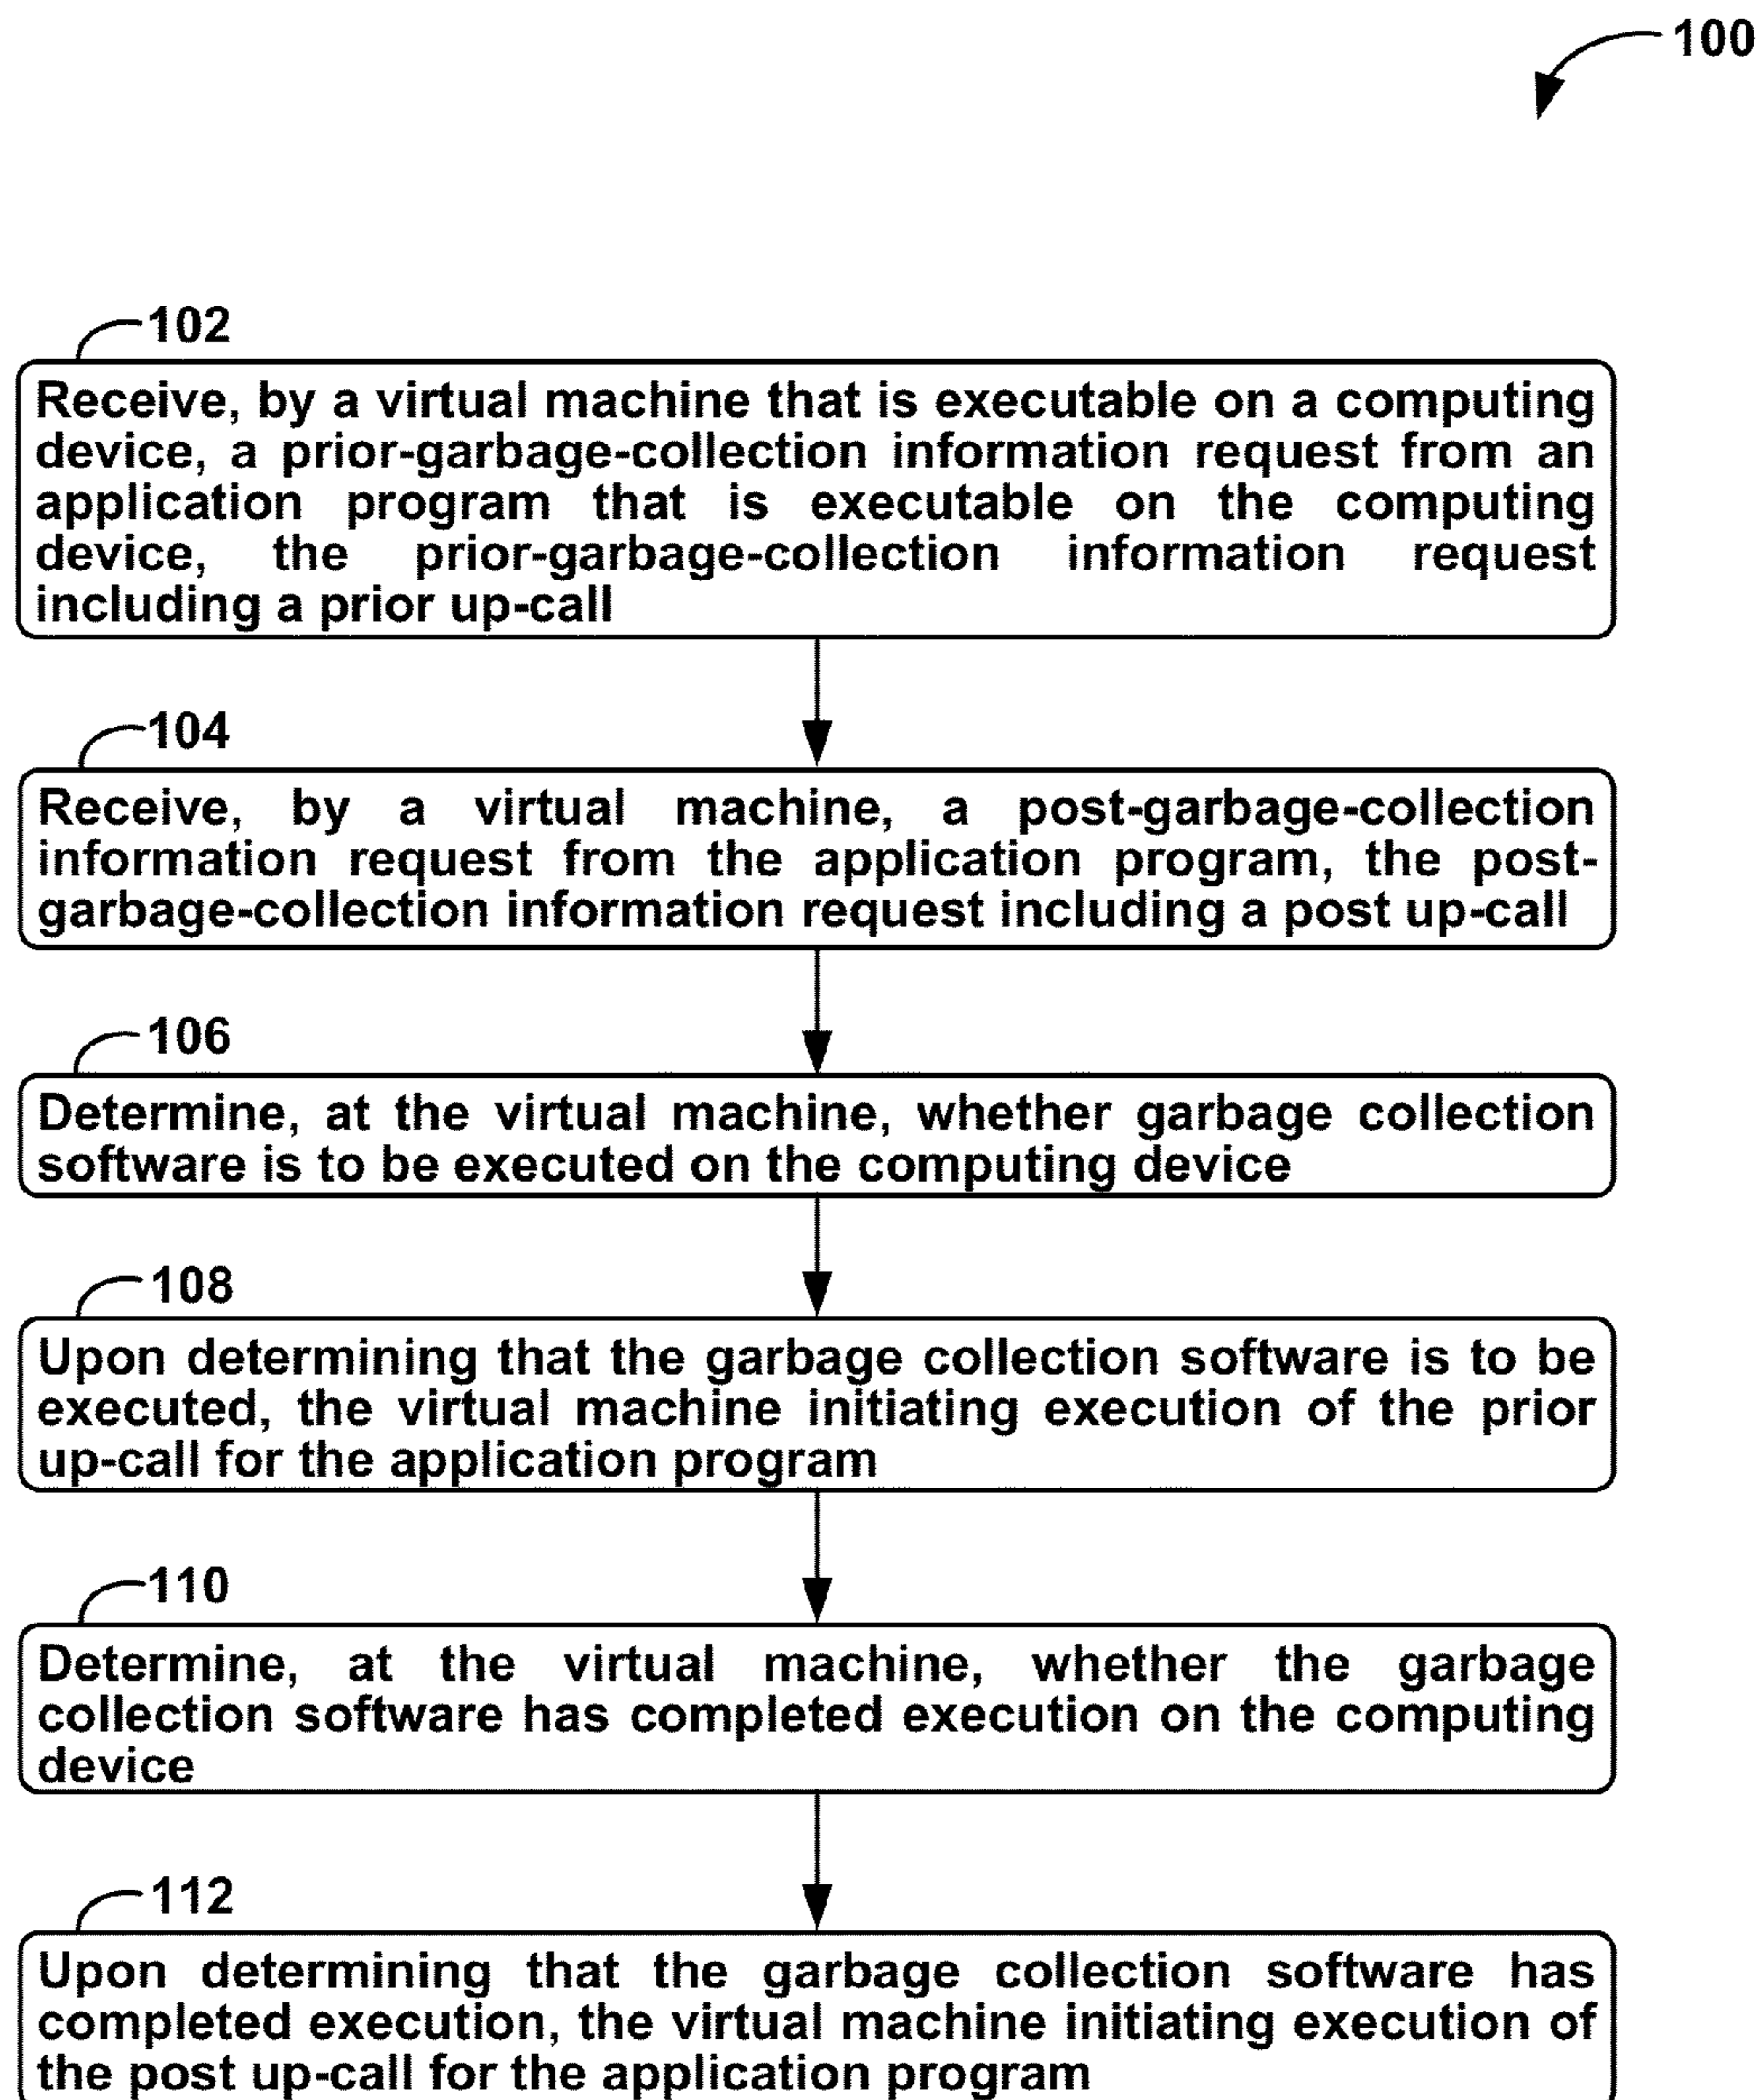 100
102
Receive, by a virtual machine that is executable on a computing
device, a prior-garbage-collection information request from an
application program that is executable on the computing
device, the prior-garbage-collection information request
including a prior up-call
104
Receive, by a virtual machine, a post-garbage-collection
information request from the application program, the post-
garbage-collection information request including a post up-call
106
Determine, at the virtual machine, whether garbage collection
software is to be executed on the computing device
108
Upon determining that the garbage collection software is to be
executed, the virtual machine initiating execution of the prior
up-call for the application program
110
Determine, at the virtual machine, whether the garbage
collection software has completed execution on the computing
device
112
Upon determining that the garbage collection software has
completed execution, the virtual machine initiating execution of
the post up-call for the application program